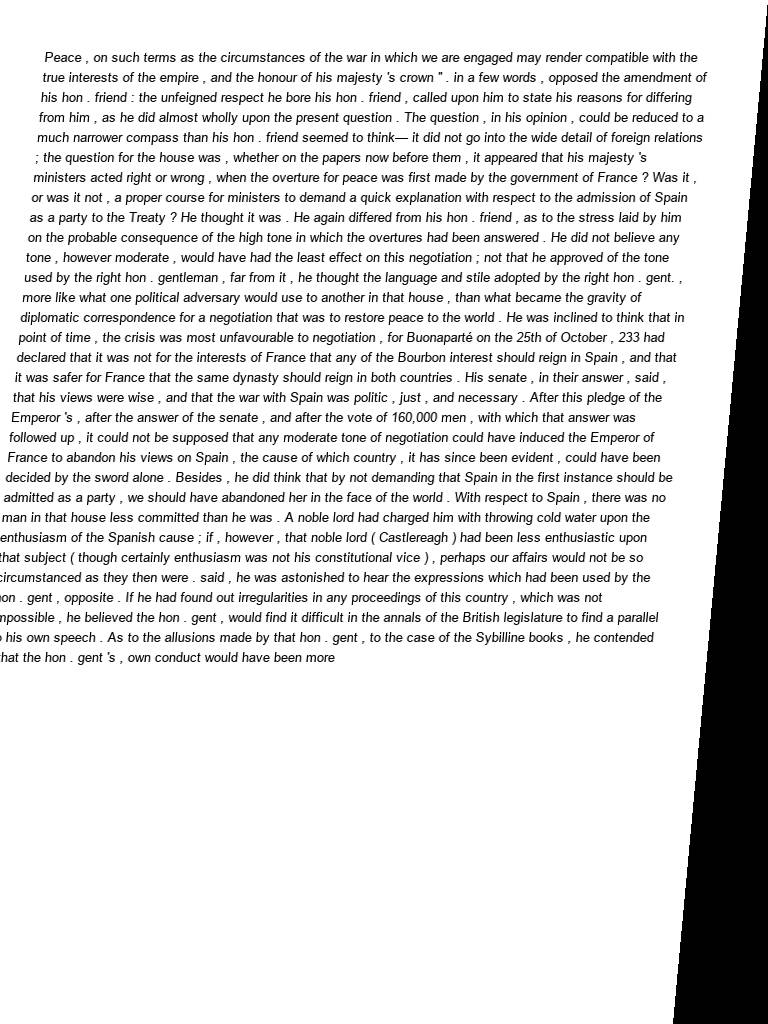 Peace , on such terms as the circumstances of the war in which we are engaged may render compatible with the
true interests of the empire , and the honour of his majesty 's crown " . in a few words , opposed the amendment of
his hon . friend : the unfeigned respect he bore his hon . friend , called upon him to state his reasons for differing
from him , as he did almost wholly upon the present question . The question , in his opinion , could be reduced to a
much narrower compass than his hon . friend seemed to think— it did not go into the wide detail of foreign relations
; the question for the house was , whether on the papers now before them , it appeared that his majesty 's
ministers acted right or wrong , when the overture for peace was first made by the government of France ? Was it ,
or was it not , a proper course for ministers to demand a quick explanation with respect to the admission of Spain
as a party to the Treaty ? He thought it was . He again differed from his hon . friend , as to the stress laid by him
on the probable consequence of the high tone in which the overtures had been answered . He did not believe any
tone , however moderate , would have had the least effect on this negotiation ; not that he approved of the tone
used by the right hon . gentleman , far from it , he thought the language and stile adopted by the right hon . gent. ,
more like what one political adversary would use to another in that house , than what became the gravity of
diplomatic correspondence for a negotiation that was to restore peace to the world . He was inclined to think that in
point of time , the crisis was most unfavourable to negotiation , for Buonaparté on the 25th of October , 233 had
declared that it was not for the interests of France that any of the Bourbon interest should reign in Spain , and that
it was safer for France that the same dynasty should reign in both countries . His senate , in their answer , said ,
that his views were wise , and that the war with Spain was politic , just , and necessary . After this pledge of the
Emperor 's , after the answer of the senate , and after the vote of 160,000 men , with which that answer was
followed up , it could not be supposed that any moderate tone of negotiation could have induced the Emperor of
France to abandon his views on Spain , the cause of which country , it has since been evident , could have been
decided by the sword alone . Besides , he did think that by not demanding that Spain in the first instance should be
admitted as a party , we should have abandoned her in the face of the world . With respect to Spain , there was no
man in that house less committed than he was . A noble lord had charged him with throwing cold water upon the
enthusiasm of the Spanish cause ; if , however , that noble lord ( Castlereagh ) had been less enthusiastic upon
that subject ( though certainly enthusiasm was not his constitutional vice ) , perhaps our affairs would not be so
circumstanced as they then were . said , he was astonished to hear the expressions which had been used by the
hon . gent , opposite . If he had found out irregularities in any proceedings of this country , which was not
mpossible , he believed the hon . gent , would find it difficult in the annals of the British legislature to find a parallel
his own speech . As to the allusions made by that hon . gent , to the case of the Sybilline books , he contended
that the hon . gent 's , own conduct would have been more